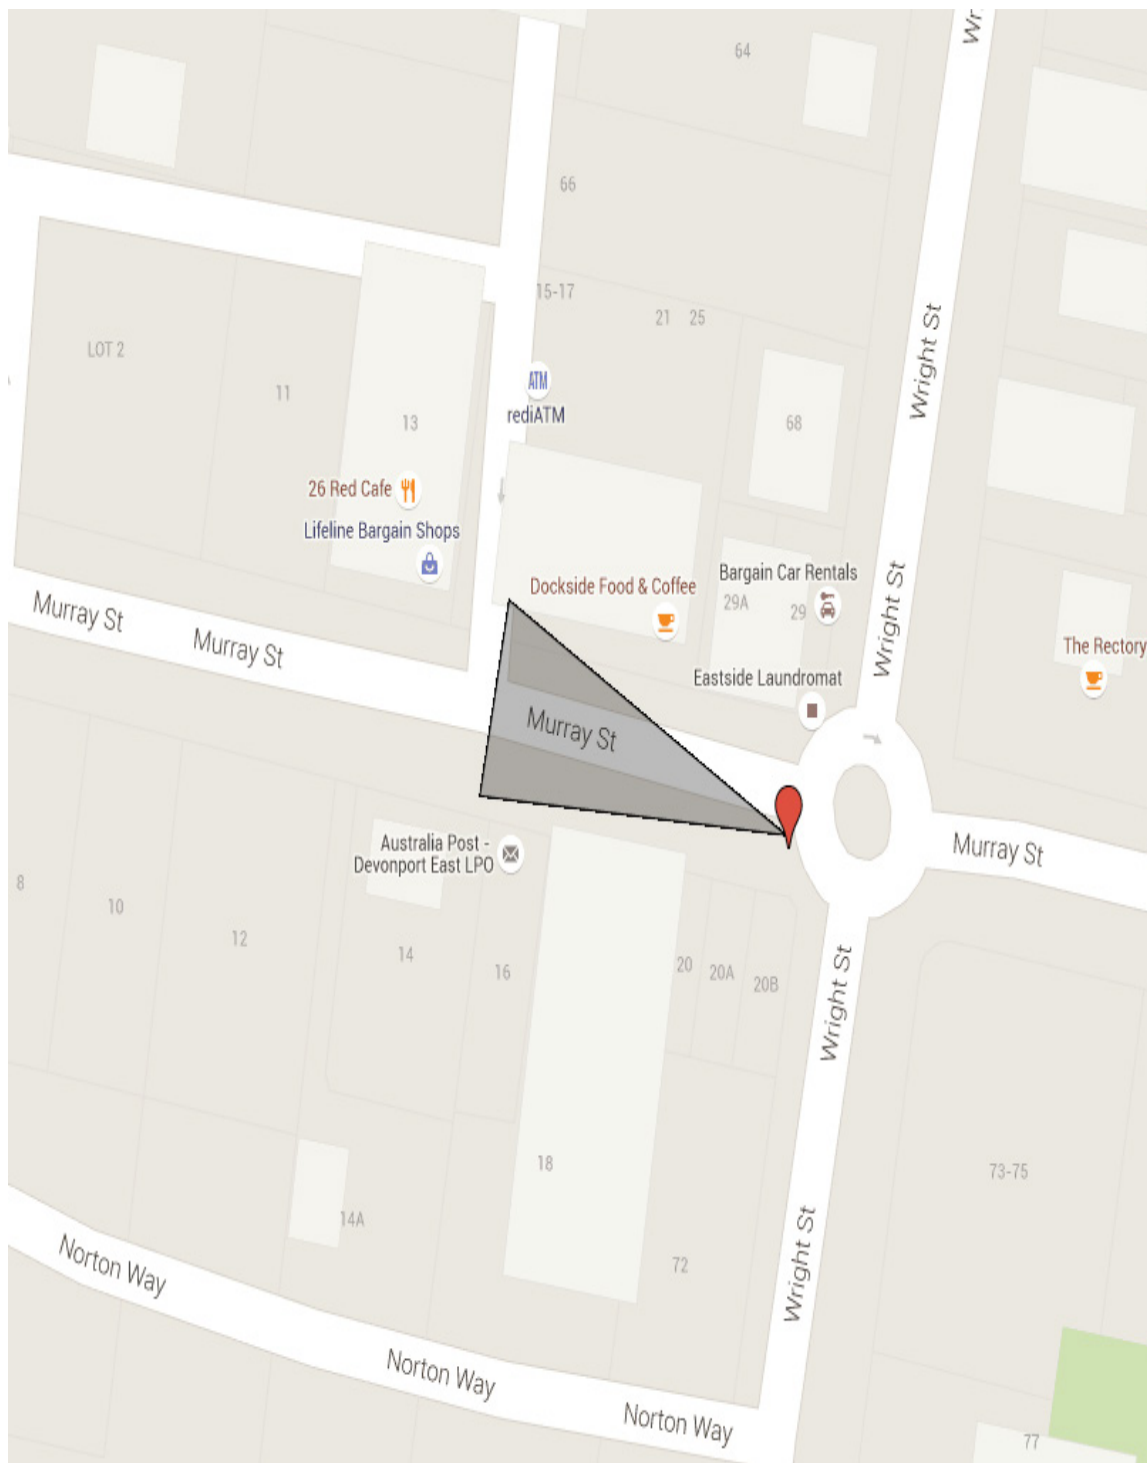 Wr
64
66
15-17
21
25
LOT 2
11
ATM
rediATM
13
68
Wright St
26 Red Cafe
Lifeline Bargain Shops
Dockside Food & Coffee
Bargain Car Rentals
29A
29
Wright St
Murray St
Murray St
Eastside Laundromat
The Rectory
Murray St
Murray St
Australia Post -
Devonport East LPO
8
10
12
14
16
20
20A
20B
Wright St
18
73-75
14A
Norton Way
72
Wright St
Norton Way
Norton Way
77